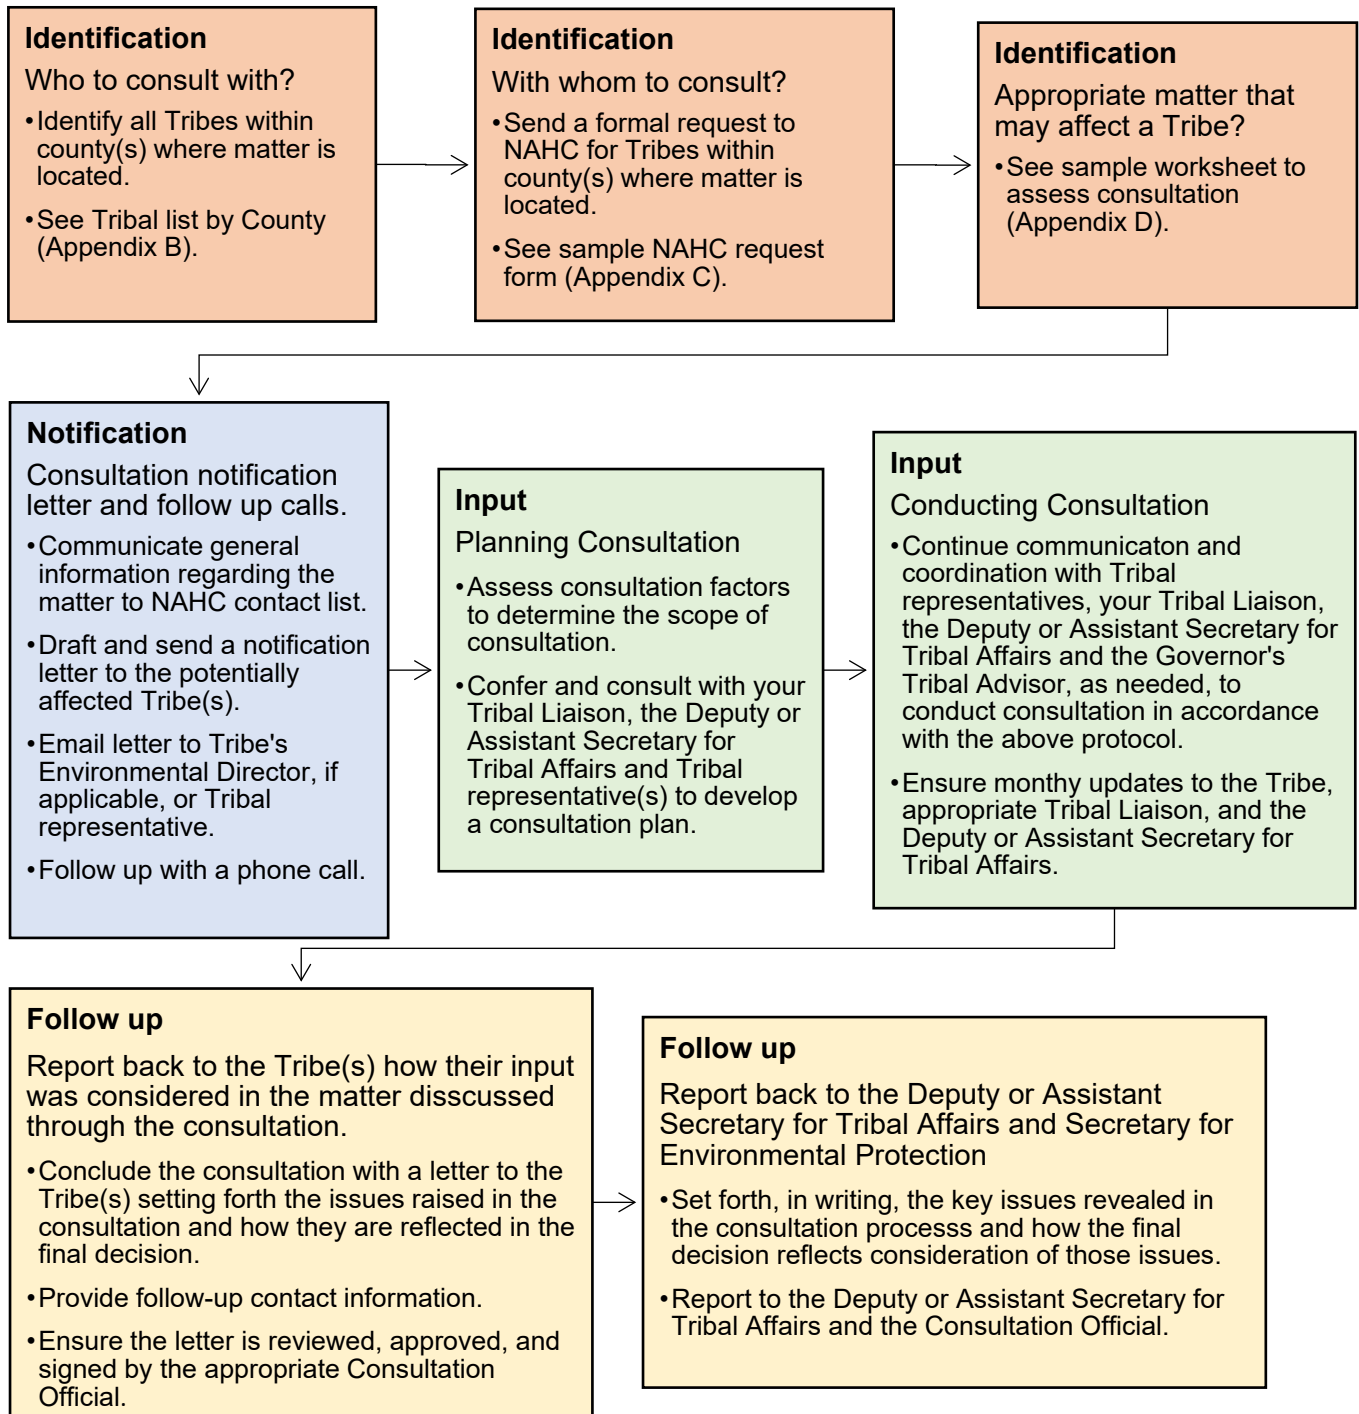 Identification
Who to consult with?
•Identify all Tribes within
county(s) where matter is
located.
•See Tribal list by County
(Appendix B).
Identification
With whom to consult?
•Send a formal request to
NAHC for Tribes within
county(s) where matter is
located.
•See sample NAHC request
form (Appendix C).
Identification
Appropriate matter that
may affect a Tribe?
•See sample worksheet to
assess consultation
(Appendix D).
Notification
Consultation notification
letter and follow up calls.
•Communicate general
information regarding the
matter to NAHC contact list.
•Draft and send a notification
letter to the potentially
affected Tribe(s).
•Email letter to Tribe's
Environmental Director, if
applicable, or Tribal
representative.
•Follow up with a phone call.
Input
Planning Consultation
•Assess consultation factors
to determine the scope of
consultation.
•Confer and consult with your
Tribal Liaison, the Deputy or
Assistant Secretary for
Tribal Affairs and Tribal
representative(s) to develop
a consultation plan.
Input
Conducting Consultation
•Continue communicaton and
coordination with Tribal
representatives, your Tribal Liaison,
the Deputy or Assistant Secretary for
Tribal Affairs and the Governor's
Tribal Advisor, as needed, to
conduct consultation in accordance
with the above protocol.
•Ensure monthy updates to the Tribe,
appropriate Tribal Liaison, and the
Deputy or Assistant Secretary for
Tribal Affairs.
Follow up
Report back to the Tribe(s) how their input
was considered in the matter disscussed
through the consultation.
•Conclude the consultation with a letter to the
Tribe(s) setting forth the issues raised in the
consultation and how they are reflected in the
final decision.
•Provide follow-up contact information.
•Ensure the letter is reviewed, approved, and
signed by the appropriate Consultation
Official.
Follow up
Report back to the Deputy or Assistant
Secretary for Tribal Affairs and Secretary for
Environmental Protection
•Set forth, in writing, the key issues revealed in
the consultation processs and how the final
decision reflects consideration of those issues.
•Report to the Deputy or Assistant Secretary for
Tribal Affairs and the Consultation Official.